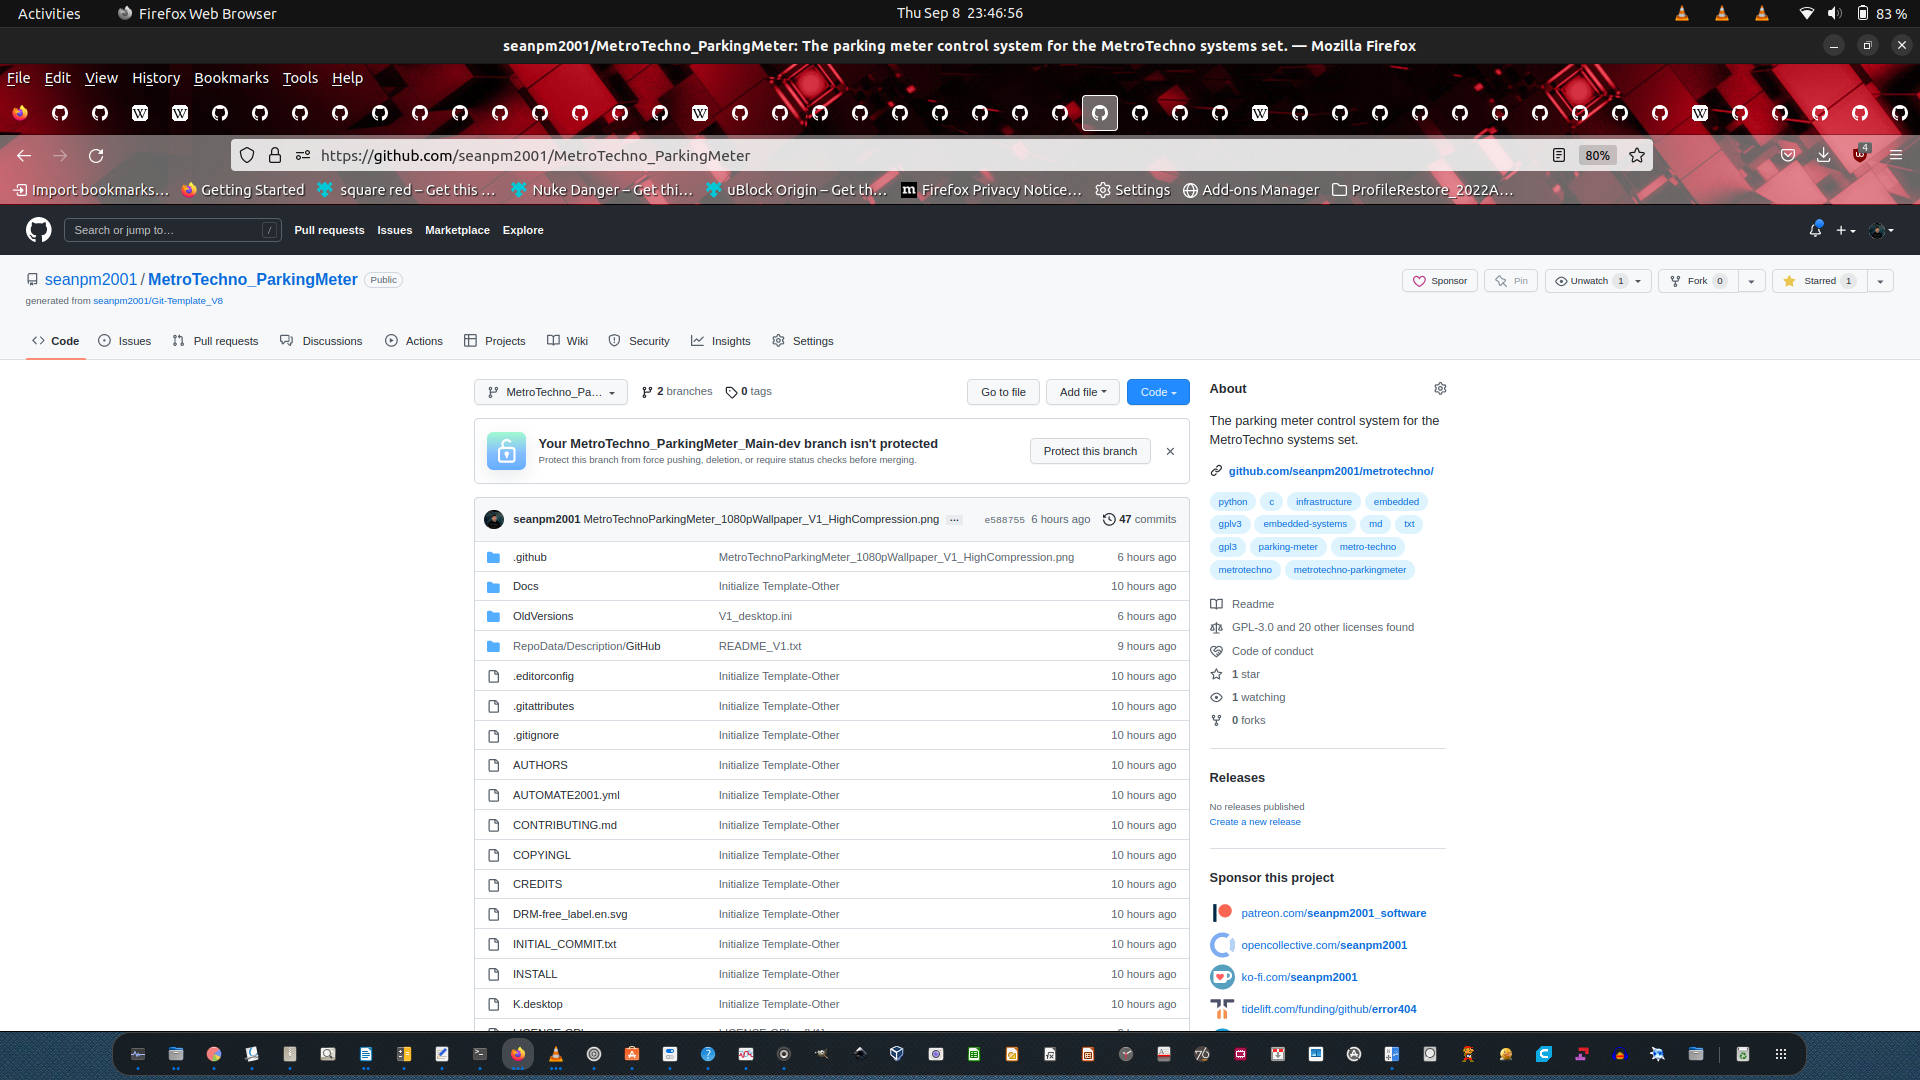 Activities Firefox Web Browser Thu Sep 8 23:46:56 83 %
seanpm2001/MetroTechno_ParkingMeter: The parking meter control system for the MetroTechno systems set. — Mozilla Firefox
File Edit View History Bookmarks Tools Help
https://github.com/seanpm2001/MetroTechno_ParkingMeter 80% 4
Import bookmarks… Getting Started square red – Get this … Nuke Danger – Get thi… uBlock Origin – Get th… Firefox Privacy Notice… Settings Add-ons Manager ProfileRestore_2022A…
Search or jump to… / Pull requests Issues Marketplace Explore
seanpm2001 / MetroTechno_ParkingMeter Public
Sponsor Pin Unwatch 1 Fork 0 Starred 1
generated from seanpm2001/Git-Template_V8
Code Issues Pull requests Discussions Actions Projects Wiki Security Insights Settings
MetroTechno_Pa… 2 branches 0 tags Go to file Add file Code
Your MetroTechno_ParkingMeter_Main-dev branch isn't protected
Protect this branch from force pushing, deletion, or require status checks before merging.
Protect this branch
seanpm2001 MetroTechnoParkingMeter_1080pWallpaper_V1_HighCompression.png … e588755 6 hours ago 47 commits
.github MetroTechnoParkingMeter_1080pWallpaper_V1_HighCompression.png 6 hours ago
Docs Initialize Template-Other 10 hours ago
OldVersions V1_desktop.ini 6 hours ago
RepoData/Description/GitHub README_V1.txt 9 hours ago
.editorconfig Initialize Template-Other 10 hours ago
.gitattributes Initialize Template-Other 10 hours ago
.gitignore Initialize Template-Other 10 hours ago
AUTHORS Initialize Template-Other 10 hours ago
AUTOMATE2001.yml Initialize Template-Other 10 hours ago
CONTRIBUTING.md Initialize Template-Other 10 hours ago
COPYINGL Initialize Template-Other 10 hours ago
CREDITS Initialize Template-Other 10 hours ago
DRM-free_label.en.svg Initialize Template-Other 10 hours ago
INITIAL_COMMIT.txt Initialize Template-Other 10 hours ago
INSTALL Initialize Template-Other 10 hours ago
K.desktop Initialize Template-Other 10 hours ago
About
The parking meter control system for the
MetroTechno systems set.
github.com/seanpm2001/metrotechno/
python c infrastructure embedded
gplv3 embedded-systems md txt
gpl3 parking-meter metro-techno
metrotechno metrotechno-parkingmeter
Readme
GPL-3.0 and 20 other licenses found
Code of conduct
1 star
1 watching
0 forks
Releases
No releases published
Create a new release
Sponsor this project
patreon.com/seanpm2001_software
opencollective.com/seanpm2001
ko-fi.com/seanpm2001
tidelift.com/funding/github/error404